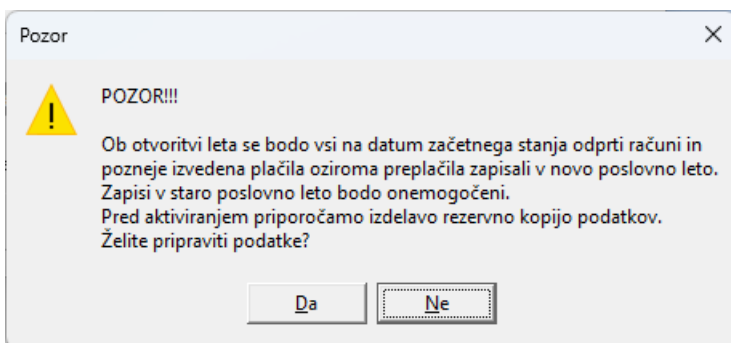 Pozor
POZOR!!!
Ob otvoritvi leta se bodo vsi na datum začetnega stanja odprti računi in
pozneje izvedena plačila oziroma preplačila zapisali v novo poslovno leto.
Zapisi v staro poslovno leto bodo onemogočeni.
Pred aktiviranjem priporočamo izdelavo rezervno kopijo podatkov.
Želite pripraviti podatke?
Da
Ne